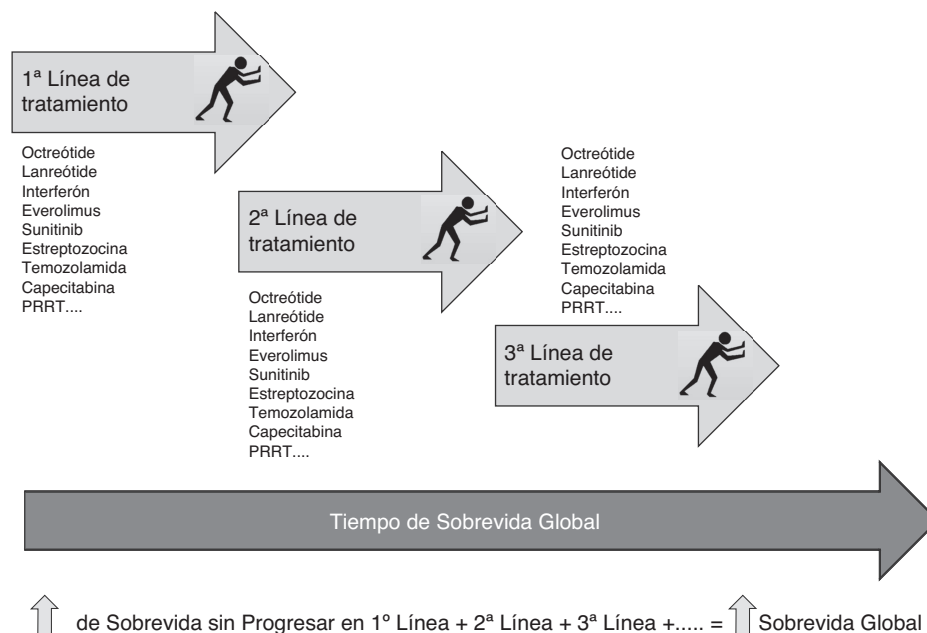 1ª Línea de
tratamiento
Octreótide
Lanreótide
Interferón
Everolimus
Sunitinib
Estreptozocina
Temozolamida
Capecitabina
PRRT....
2ª Línea de
tratamiento
Octreótide
Lanreótide
Interferón
Everolimus
Sunitinib
Estreptozocina
Temozolamida
Capecitabina
PRRT....
Octreótide
Lanreótide
Interferón
Everolimus
Sunitinib
Estreptozocina
Temozolamida
Capecitabina
PRRT....
3ª Línea de
tratamiento
Tiempo de Sobrevida Global
de Sobrevida sin Progresar en 1º Línea + 2ª Línea + 3ª Línea +..... = Sobrevida Global